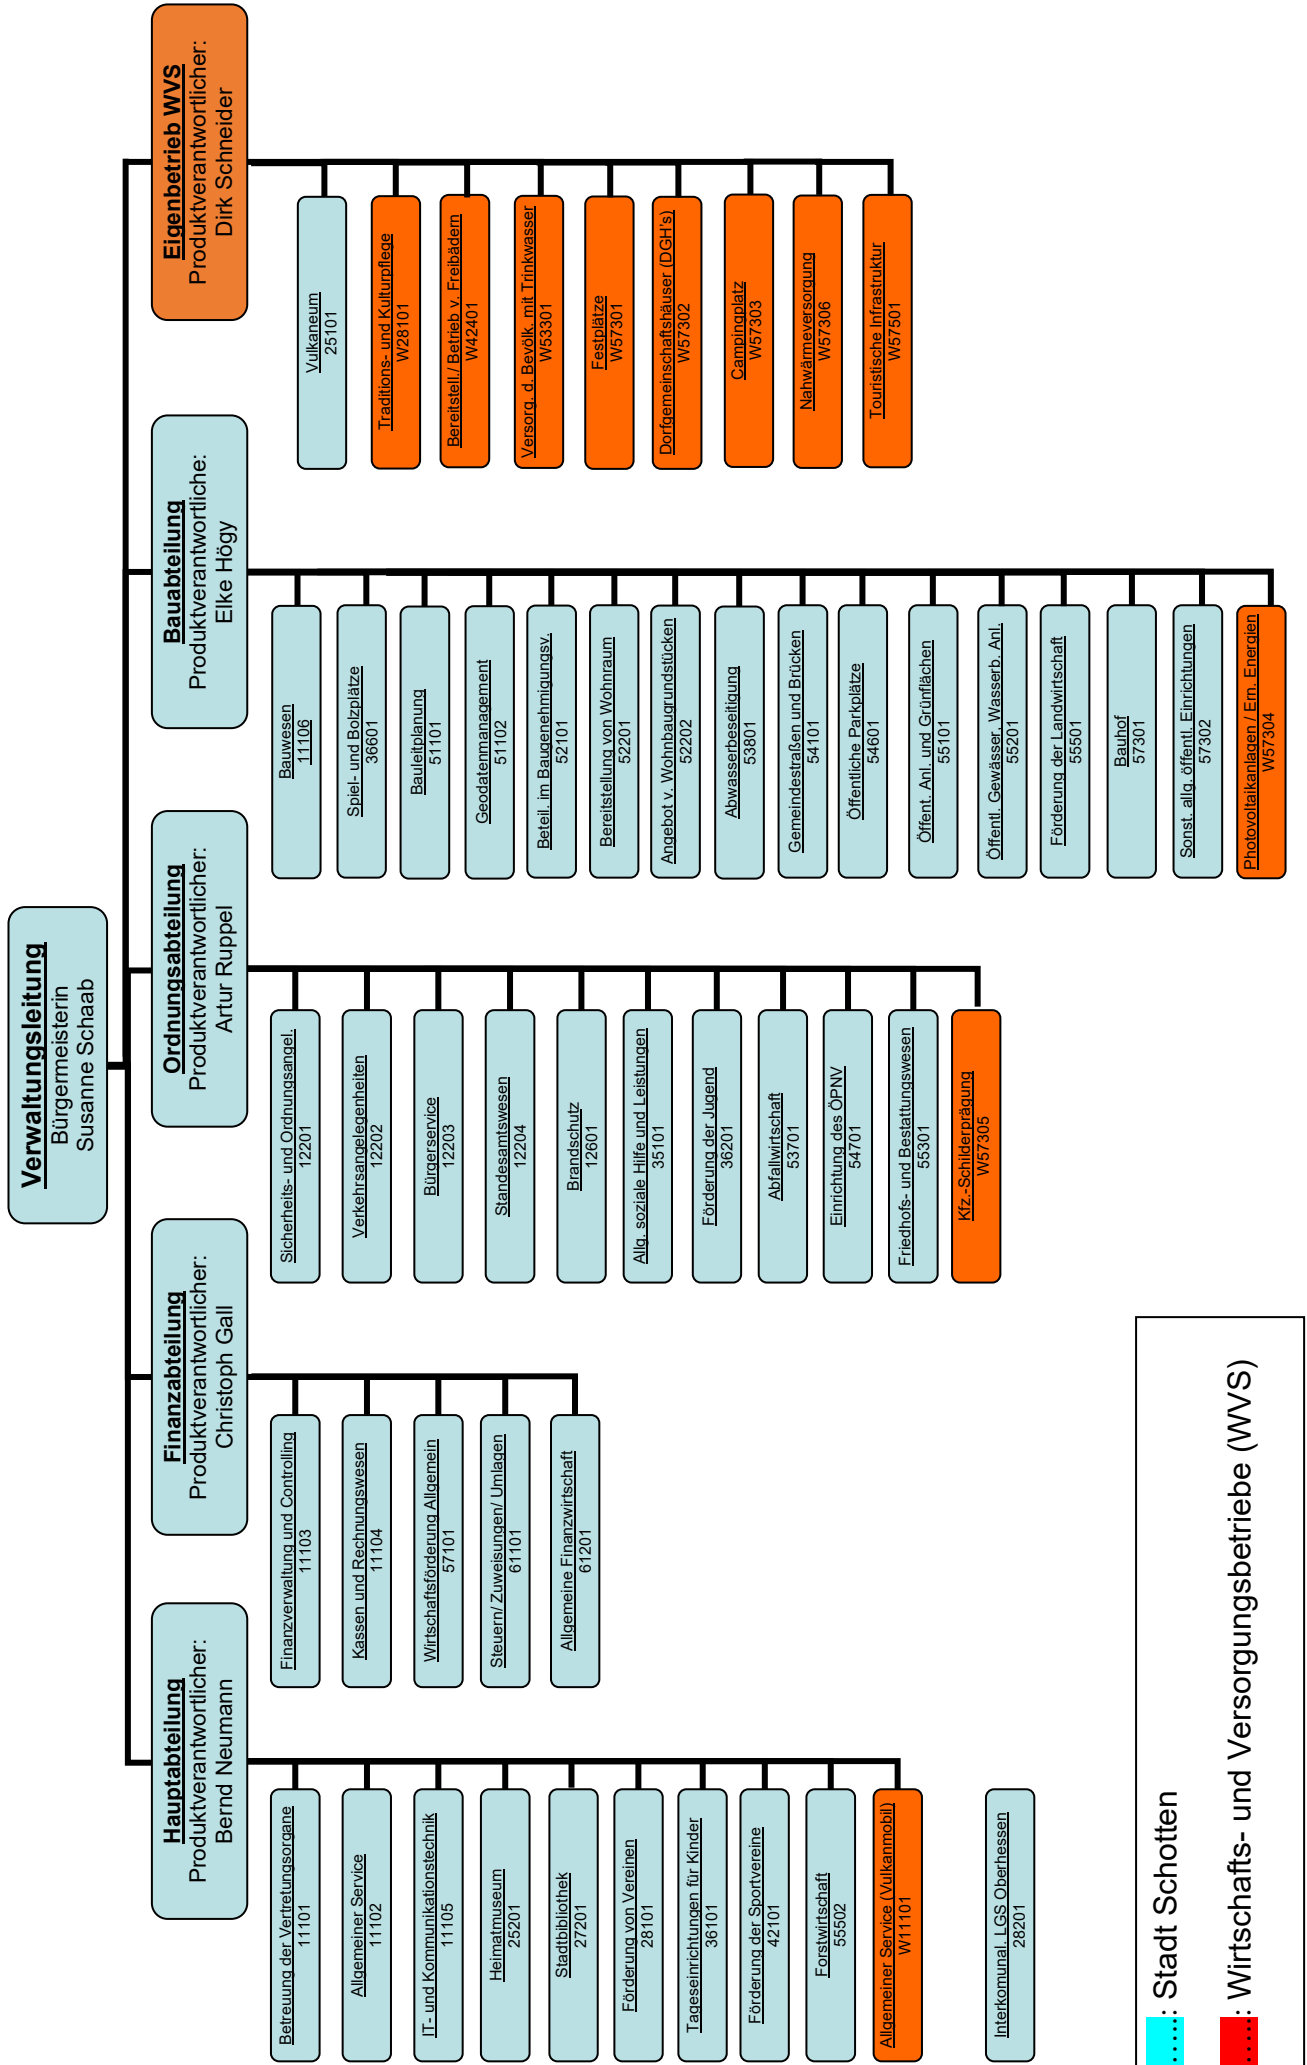 Verwaltungsleitung
Bürgermeisterin
Susanne Schaab
Hauptabteilung
Produktverantwortlicher:
Bernd Neumann
Betreuung der Vertretungsorgane
11101
Allgemeiner Service
11102
IT- und Kommunikationstechnik
11105
Heimatmuseum
25201
Stadtbibliothek
27201
Förderung von Vereinen
28101
Tageseinrichtungen für Kinder
36101
Förderung der Sportvereine
42101
Forstwirtschaft
55502
Allgemeiner Service (Vulkanmobil)
W11101
Interkomunal. LGS Oberhessen
28201
Finanzabteilung
Produktverantwortlicher:
Christoph Gall
Finanzverwaltung und Controlling
11103
Kassen und Rechnungswesen
11104
Wirtschaftsförderung Allgemein
57101
Steuern/ Zuweisungen/ Umlagen
61101
Allgemeine Finanzwirtschaft
61201
Ordnungsabteilung
Produktverantwortlicher:
Artur Ruppel
Sicherheits- und Ordnungsangel.
12201
Verkehrsangelegenheiten
12202
Bürgerservice
12203
Standesamtswesen
12204
Brandschutz
12601
Allg. soziale Hilfe und Leistungen
35101
Förderung der Jugend
36201
Abfallwirtschaft
53701
Einrichtung des ÖPNV
54701
Friedhofs- und Bestattungswesen
55301
Kfz.-Schilderprägung
W57305
Bauabteilung
Produktverantwortliche:
Elke Högy
Bauwesen
11106
Spiel- und Bolzplätze
36601
Bauleitplanung
51101
Geodatenmanagement
51102
Beteil. im Baugenehmigungsv.
52101
Bereitstellung von Wohnraum
52201
Angebot v. Wohnbaugrundstücken
52202
Abwasserbeseitigung
53801
Gemeindestraßen und Brücken
54101
Öffentliche Parkplätze
54601
Öffent. Anl. und Grünflächen
55101
Öffentl. Gewässer, Wasserb. Anl.
55201
Förderung der Landwirtschaft
55501
Bauhof
57301
Sonst. allg. öffentl. Einrichtungen
57302
Photovoltaikanlagen / Ern. Energien
W57304
Eigenbetrieb WVS
Produktverantwortlicher:
Dirk Schneider
Vulkaneum
25101
Traditions- und Kulturpflege
W28101
Bereitstell./ Betrieb v. Freibädern
W42401
Versorg. d. Bevölk. mit Trinkwasser
W53301
Festplätze
W57301
Dorfgemeinschaftshäuser (DGH's)
W57302
Campingplatz
W57303
Nahwärmeversorgung
W57306
Touristische Infrastruktur
W57501
.....: Stadt Schotten
.....: Wirtschafts- und Versorgungsbetriebe (WVS)